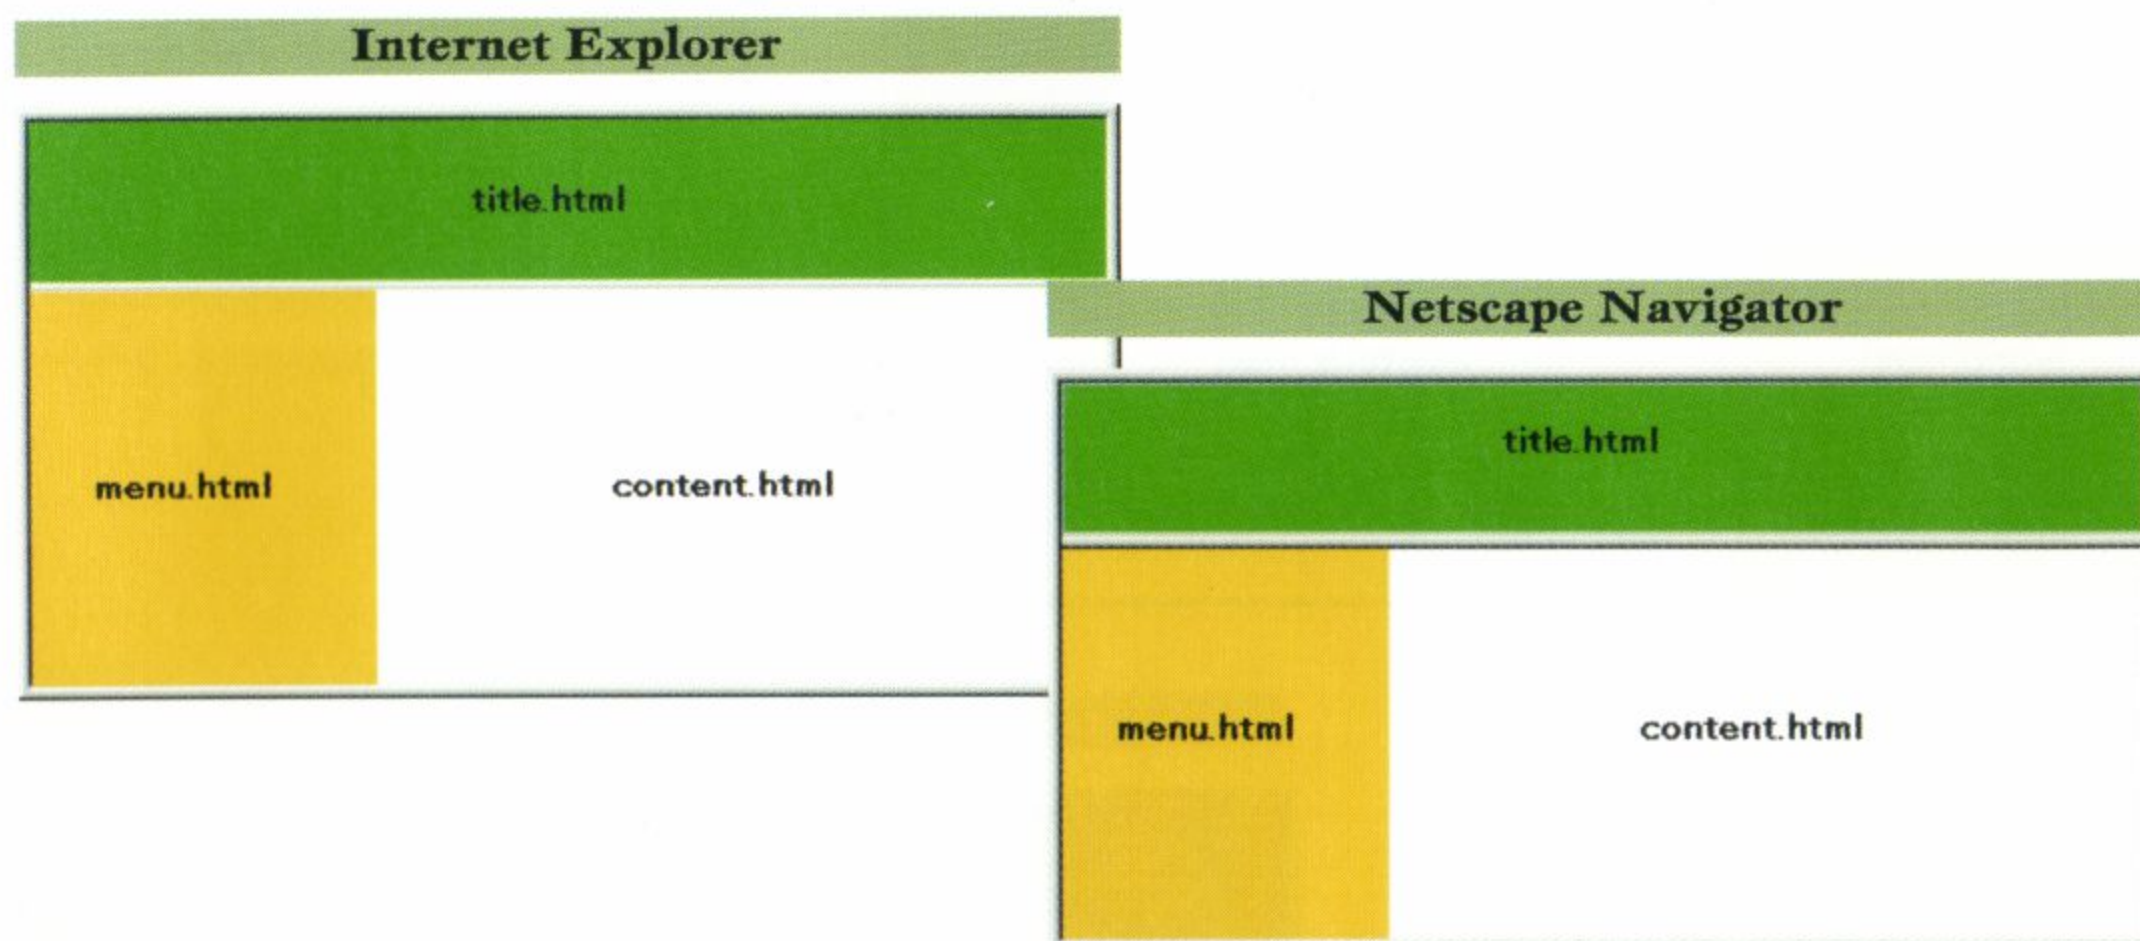 Internet Explorer
title.html
menu.html
content.html
Netscape Navigator
title.html
menu.html
content.html